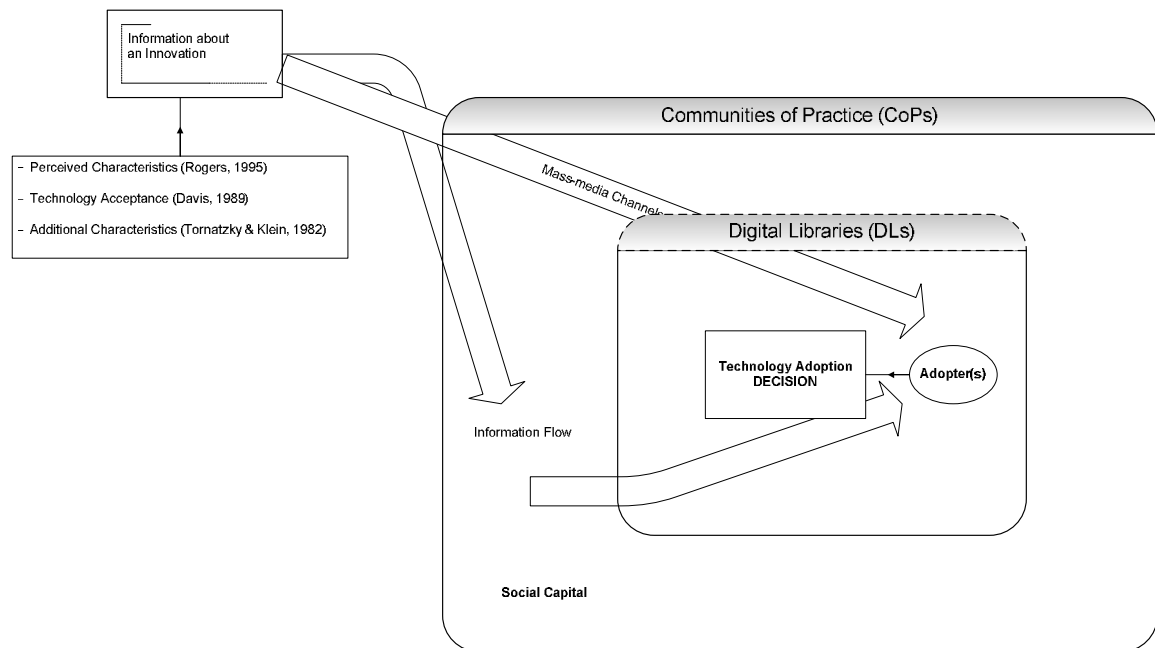 Information about
an Innovation
– Perceived Characteristics (Rogers, 1995)
– Technology Acceptance (Davis, 1989)
– Additional Characteristics (Tornatzky & Klein, 1982)
Communities of Practice (CoPs)
Mass-media Channels
Digital Libraries (DLs)
Technology Adoption
DECISION
Adopter(s)
Information Flow
Social Capital